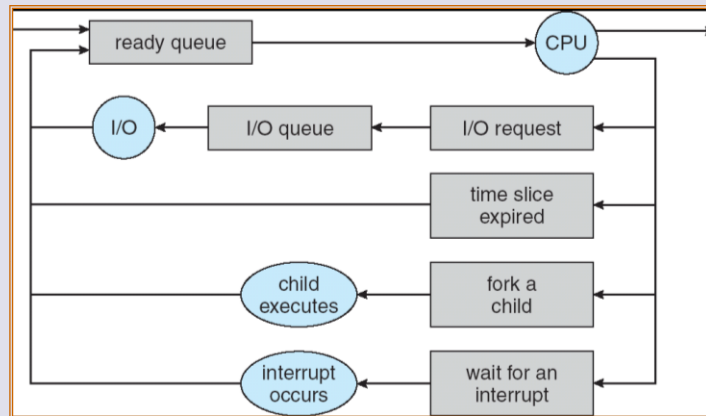 ready queue
CPU
I/O
I/O queue
I/O request
time slice
expired
child
executes
fork a
child
interrupt
occurs
wait for an
interrupt